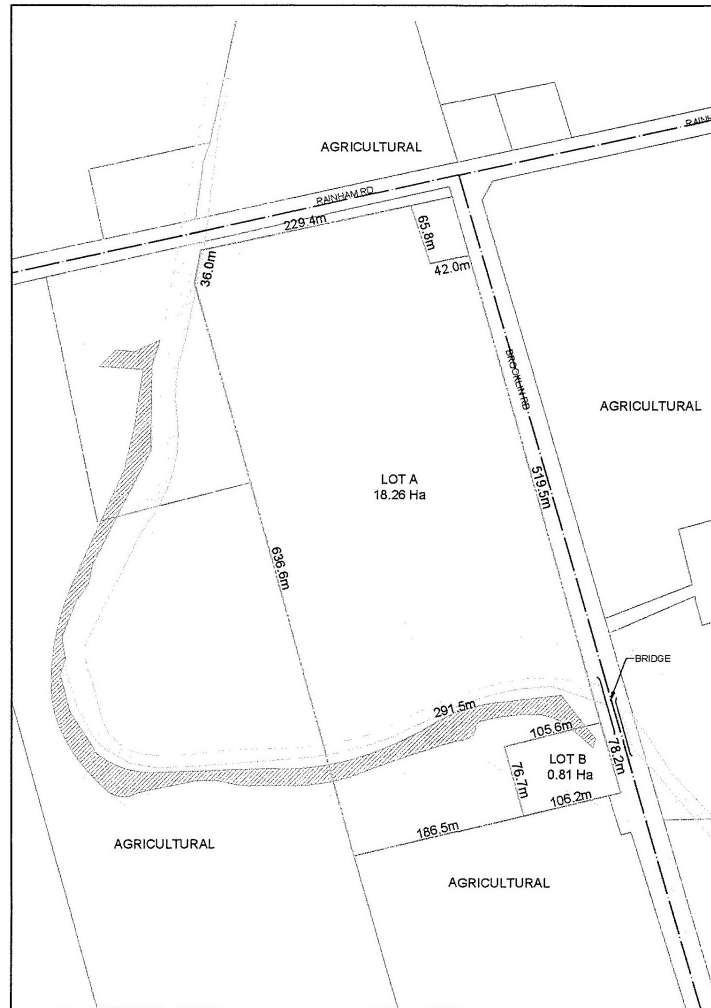 AGRICULTURAL
RAINHAM RD
229.4m
65.8m
36.0m
42.0m
BROOKLIN RD
AGRICULTURAL
LOT A
18.26 Ha
519.5m
636.6m
BRIDGE
291.5m
105.6m
78.2m
LOT B
0.81 Ha
76.7m
106.2m
186.5m
AGRICULTURAL
AGRICULTURAL